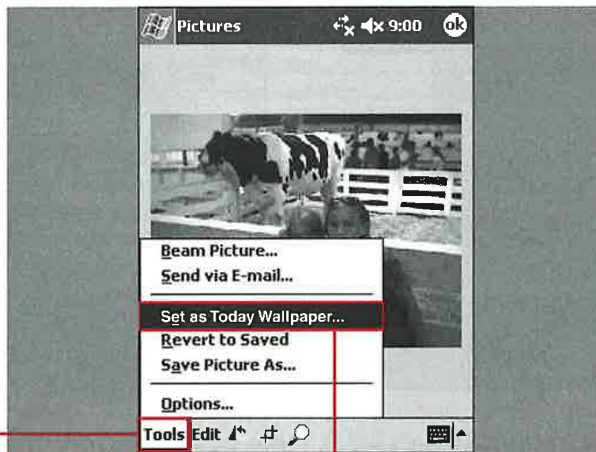 Pictures 9:00 ok
Beam Picture...
Send via E-mail...
Set as Today Wallpaper...
Revert to Saved
Save Picture As...
Options...
Tools Edit